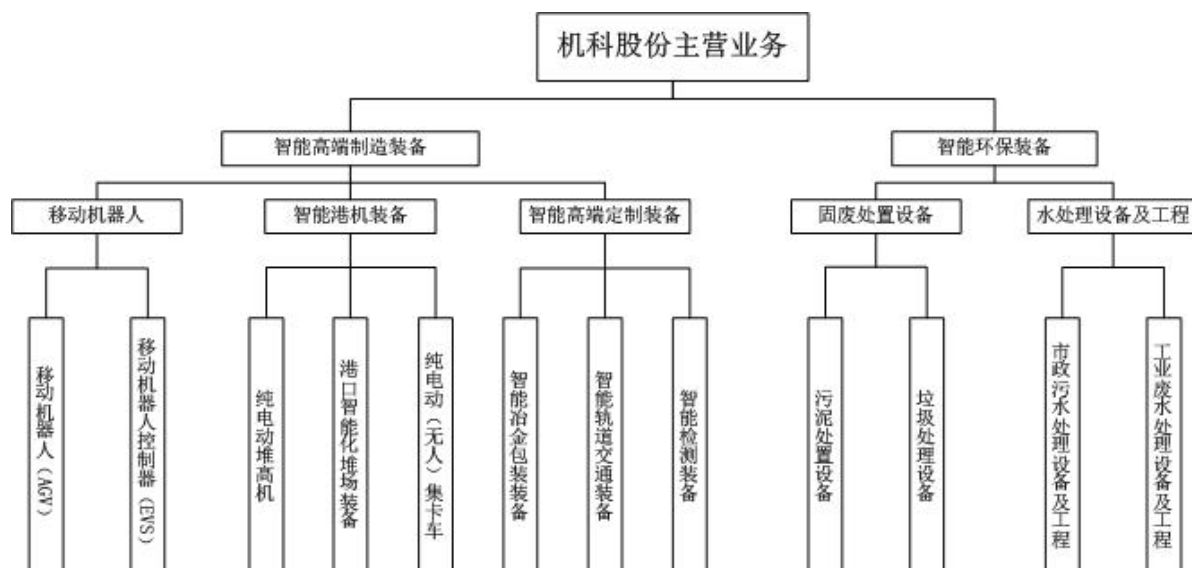 机科股份主营业务
智能高端制造装备
智能环保装备
移动机器人
智能港机装备
智能高端定制装备
固废处置设备
水处理设备及工程
移动机器人（AGV）
移动机器人控制器（EVS）
纯电动堆高机
港口智能化堆场装备
纯电动（无人）集卡车
智能冶金包装装备
智能轨道交通装备
智能检测装备
污泥处置设备
垃圾处理设备
市政污水处理设备及工程
工业废水处理设备及工程